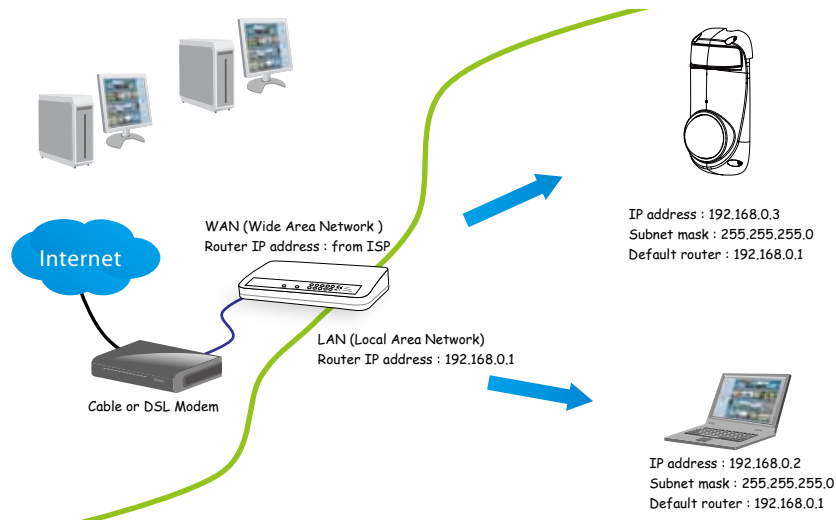 WAN (Wide Area Network )
Router IP address : from ISP
Internet
Cable or DSL Modem
LAN (Local Area Network)
Router IP address : 192.168.0.1
IP address : 192.168.0.3
Subnet mask : 255.255.255.0
Default router : 192.168.0.1
IP address : 192.168.0.2
Subnet mask : 255.255.255.0
Default router : 192.168.0.1